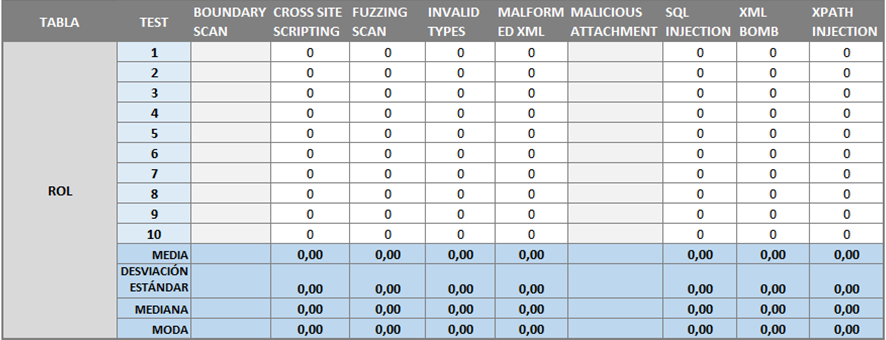 TABLA TEST BOUNDARY SCAN CROSS SITE SCRIPTING FUZZING SCAN INVALID TYPES MALFORM ED XML MALICIOUS ATTACHMENT SQL INJECTION XML BOMB XPATH INJECTION
ROL
1 0 0 0 0 0 0 0
2 0 0 0 0 0 0 0
3 0 0 0 0 0 0 0
4 0 0 0 0 0 0 0
5 0 0 0 0 0 0 0
6 0 0 0 0 0 0 0
7 0 0 0 0 0 0 0
8 0 0 0 0 0 0 0
9 0 0 0 0 0 0 0
10 0 0 0 0 0 0 0
MEDIA 0,00 0,00 0,00 0,00 0,00 0,00 0,00
DESVIACIÓN ESTÁNDAR 0,00 0,00 0,00 0,00 0,00 0,00 0,00
MEDIANA 0,00 0,00 0,00 0,00 0,00 0,00 0,00
MODA 0,00 0,00 0,00 0,00 0,00 0,00 0,00